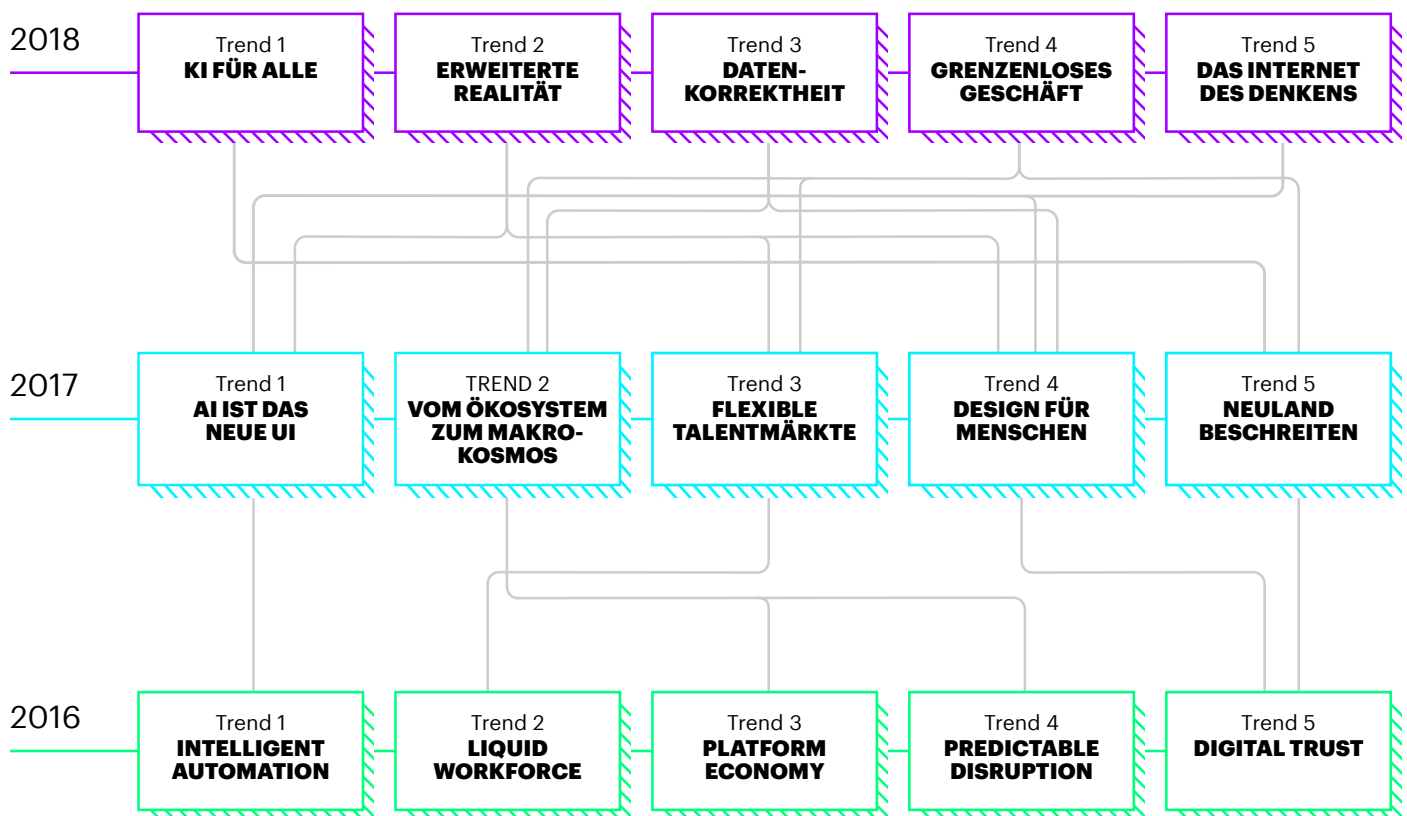 2018
Trend 1
KI FÜR ALLE
Trend 2
ERWEITERTE
REALITÄT
Trend 3
DATEN-
KORREKTHEIT
Trend 4
GRENZENLOSES
GESCHÄFT
Trend 5
DAS INTERNET
DES DENKENS
2017
Trend 1
AI IST DAS
NEUE UI
TREND 2
VOM ÖKOSYSTEM
ZUM MAKRO-
KOSMOS
Trend 3
FLEXIBLE
TALENTMÄRKTE
Trend 4
DESIGN FÜR
MENSCHEN
Trend 5
NEULAND
BESCHREITEN
2016
Trend 1
INTELLIGENT
AUTOMATION
Trend 2
LIQUID
WORKFORCE
Trend 3
PLATFORM
ECONOMY
Trend 4
PREDICTABLE
DISRUPTION
Trend 5
DIGITAL TRUST